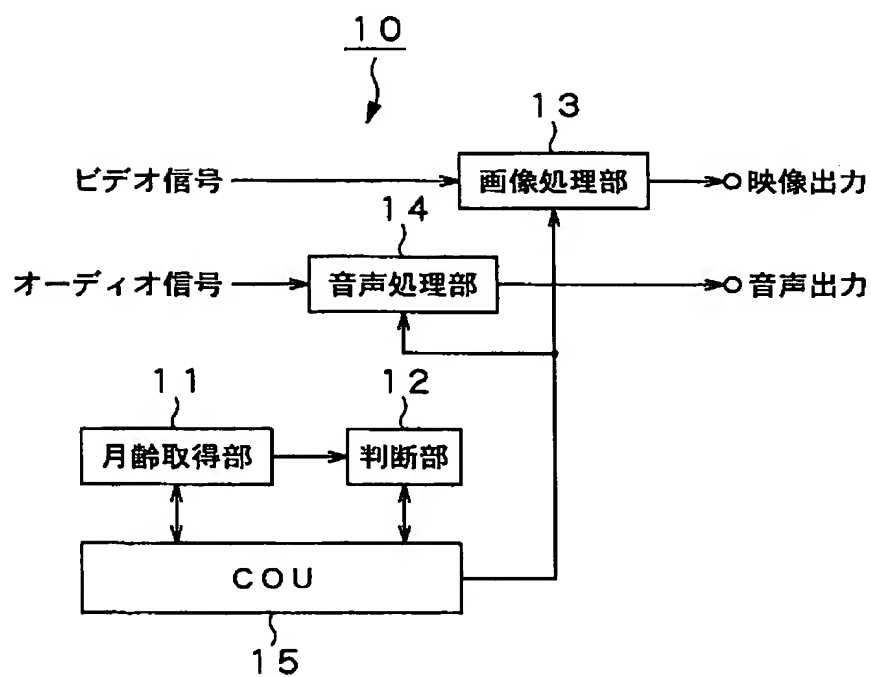 10
13
ビデオ信号
画像処理部
映像出力
14
オーディオ信号
音声処理部
音声出力
11
12
月齢取得部
判断部
COU
15